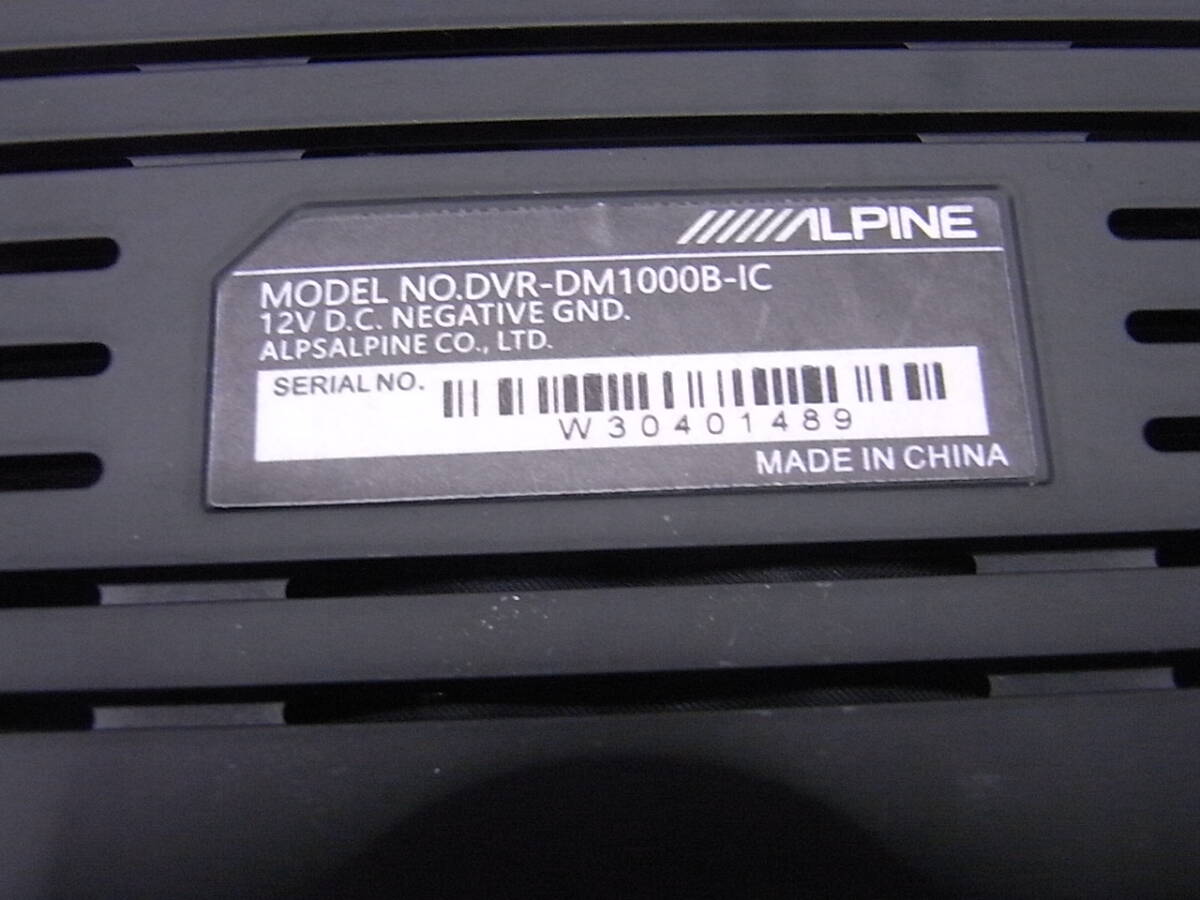 ALPINE
MODEL NO.DVR-DM1000B-IC
12V D.C. NEGATIVE GND.
ALPSALPINE CO., LTD.
SERIAL NO.
W30401489
MADE IN CHINA